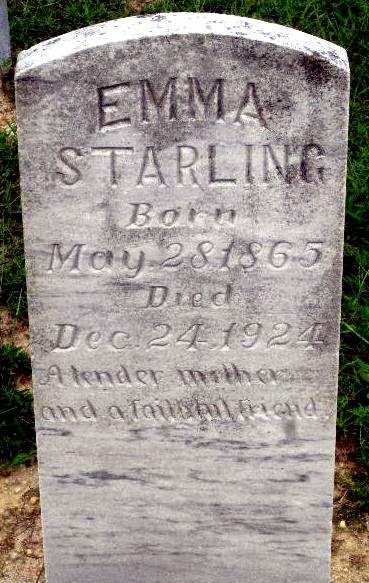 EMMA
STARLING
Born
May 28 1865
Died
Dec. 24 1924
A tender mother
and a faithful friend.